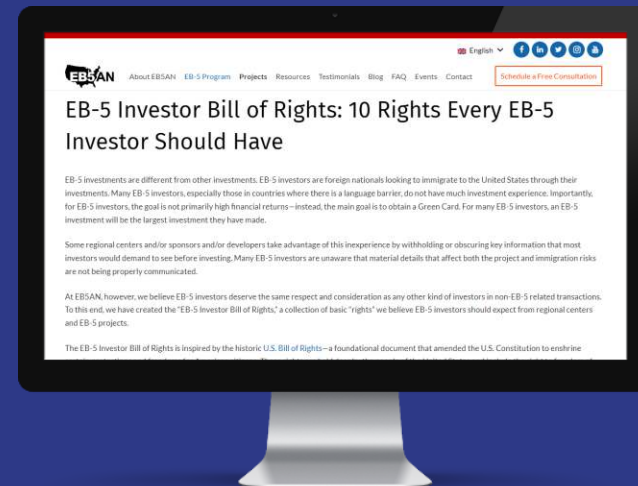 English
EB5AN
About EB5AN EB-5 Program Projects Resources Testimonials Blog FAQ Events Contact Schedule a Free Consultation
EB-5 Investor Bill of Rights: 10 Rights Every EB-5
Investor Should Have
EB-5 investments are different from other investments. EB-5 investors are foreign nationals looking to immigrate to the United States through their
investments. Many EB-5 investors, especially those in countries where there is a language barrier, do not have much investment experience. Importantly,
for EB-5 investors, the goal is not primarily high financial returns—instead, the main goal is to obtain a Green Card. For many EB-5 investors, an EB-5
investment will be the largest investment they have made.
Some regional centers and/or sponsors and/or developers take advantage of this inexperience by withholding or obscuring key information that most
investors would demand to see before investing. Many EB-5 investors are unaware that material details that affect both the project and immigration risks
are not being properly communicated.
At EB5AN, however, we believe EB-5 investors deserve the same respect and consideration as any other kind of investors in non-EB-5 related transactions.
To this end, we have created the "EB-5 Investor Bill of Rights," a collection of basic "rights" we believe EB-5 investors should expect from regional centers
and EB-5 projects.
The EB-5 Investor Bill of Rights is inspired by the historic U.S. Bill of Rights—a foundational document that amended the U.S. Constitution to enshrine